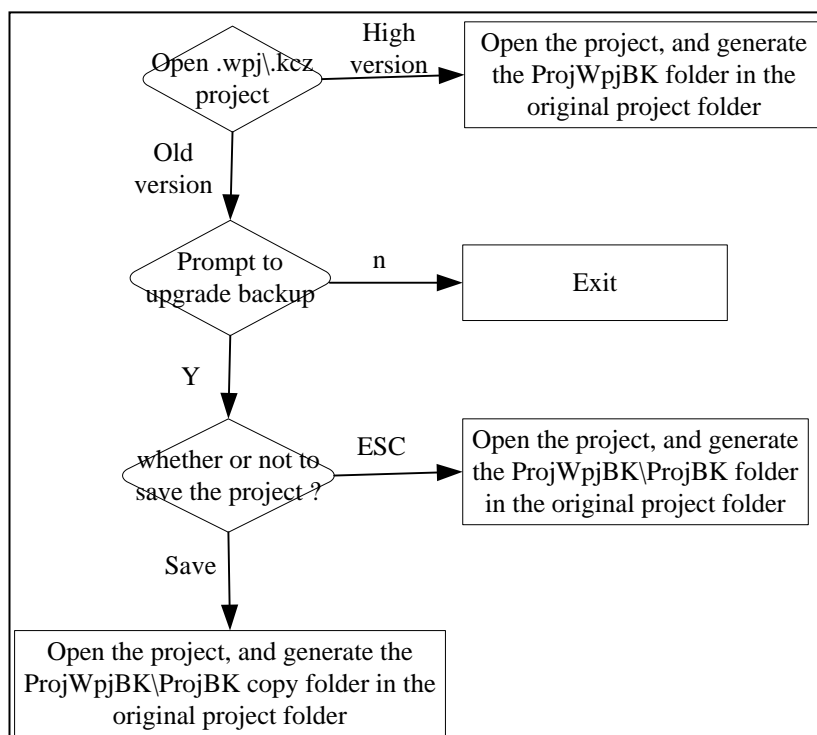 Open .wpj\.kcz
project
High
version
Open the project, and generate
the ProjWpjBK folder in the
original project folder
Old
version
Prompt to
upgrade backup
n
Exit
Y
whether or not to
save the project ?
ESC
Open the project, and generate
the ProjWpjBK\ProjBK folder
in the original project folder
Save
Open the project, and generate the
ProjWpjBK\ProjBK copy folder in the
original project folder